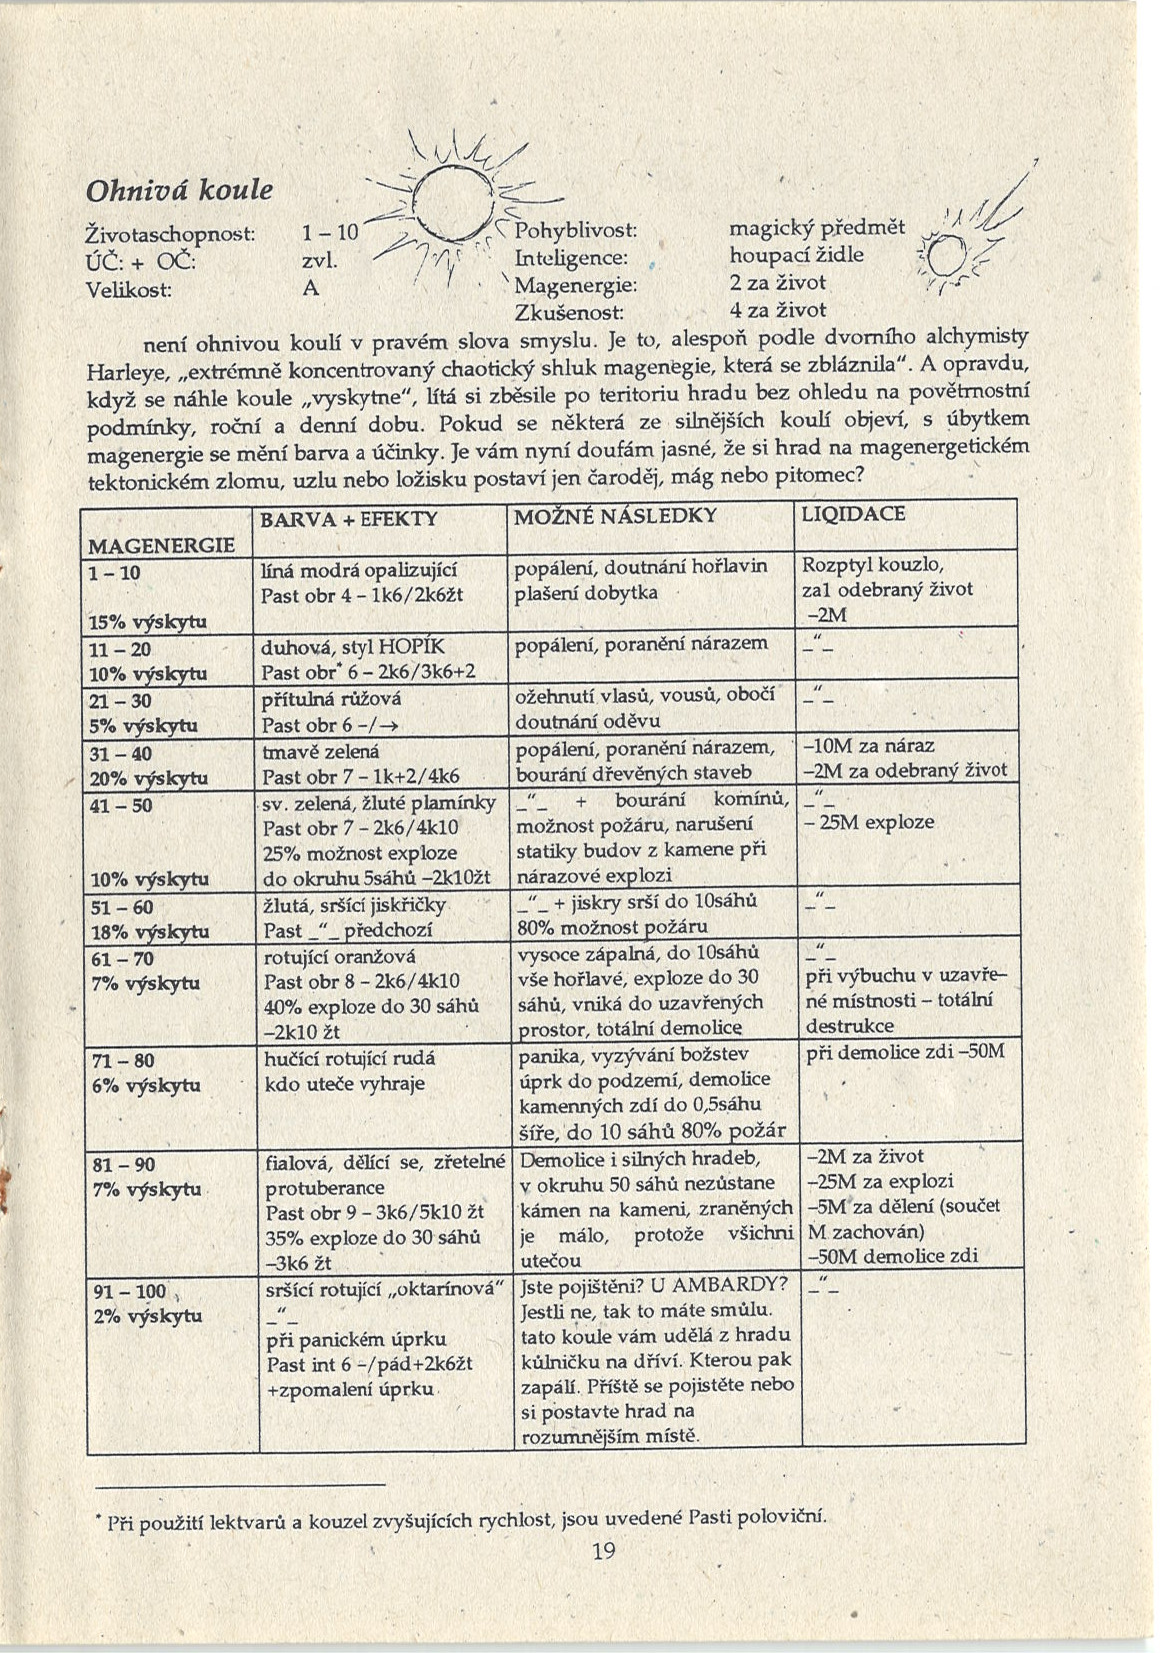 Ohnivá koule
Životaschopnost: 1 – 10
ÚČ: + OČ: zvl.
Velikost: A
Pohyblivost: magický předmět
Inteligence: houpací židle
Magenergie: 2 za život
Zkušenost: 4 za život
není ohnivou koulí v pravém slova smyslu. Je to, alespoň podle dvorního alchymisty
Harleye, „extrémně koncentrovaný chaotický shluk magenegie, která se zbláznila". A opravdu,
když se náhle koule „vyskytne", lítá si zběsile po teritoriu hradu bez ohledu na povětrnostní
podmínky, roční a denní dobu. Pokud se některá ze silnějších koulí objeví, s úbytkem
magenergie se mění barva a účinky. Je vám nyní doufám jasné, že si hrad na magenergetickém
tektonickém zlomu, uzlu nebo ložisku postaví jen čaroděj, mág nebo pitomec?
MAGENERGIE
BARVA + EFEKTY
MOŽNÉ NÁSLEDKY
LIQIDACE
1 – 10
15% výskytu
líná modrá opalizující
Past obr 4 – 1k6/2k6žt
popálení, doutnání hořlavin
plašení dobytka
Rozptyl kouzlo,
za1 odebraný život
–2M
11 – 20
10% výskytu
duhová, styl HOPÍK
Past obr* 6 – 2k6/3k6+2
popálení, poranění nárazem
_"_
21 – 30
5% výskytu
přítulná růžová
Past obr 6 –/→
ožehnutí vlasů, vousů, obočí
doutnání oděvu
_"_
31 – 40
20% výskytu
tmavě zelená
Past obr 7 – 1k+2/4k6
popálení, poranění nárazem,
bourání dřevěných staveb
–10M za náraz
–2M za odebraný život
41 – 50
10% výskytu
sv. zelená, žluté plamínky
Past obr 7 – 2k6/4k10
25% možnost exploze
do okruhu 5sáhů –2k10žt
_"_ + bourání komínů,
možnost požáru, narušení
statiky budov z kamene při
nárazové explozi
_"_
– 25M exploze
51 – 60
18% výskytu
žlutá, sršící jiskřičky
Past _"_ předchozí
_"_ + jiskry srší do 10sáhů
80% možnost požáru
_"_
61 – 70
7% výskytu
rotující oranžová
Past obr 8 – 2k6/4k10
40% exploze do 30 sáhů
–2k10 žt
vysoce zápalná, do 10sáhů
vše hořlavé, exploze do 30
sáhů, vniká do uzavřených
prostor, totální demolice
_"_
při výbuchu v uzavře–
né místnosti – totální
destrukce
71 – 80
6% výskytu
hučící rotující rudá
kdo uteče vyhraje
panika, vyzývání božstev
úprk do podzemí, demolice
kamenných zdí do 0,5sáhu
šíře, do 10 sáhů 80% požár
při demolice zdi –50M
81 – 90
7% výskytu
fialová, dělící se, zřetelné
protuberance
Past obr 9 – 3k6/5k10 žt
35% exploze do 30 sáhů
–3k6 žt
Demolice i silných hradeb,
v okruhu 50 sáhů nezůstane
kámen na kameni, zraněných
je málo, protože všichni
utečou
–2M za život
–25M za explozi
–5M za dělení (součet
M zachován)
–50M demolice zdi
91 – 100
2% výskytu
sršící rotující „oktarínová"
_"_
při panickém úprku
Past int 6 –/pád+2k6žt
+zpomalení úprku
Jste pojištěni? U AMBARDY?
Jestli ne, tak to máte smůlu.
tato koule vám udělá z hradu
kůlničku na dříví. Kterou pak
zapálí. Příště se pojistěte nebo
si postavte hrad na
rozumnějším místě.
_"_
* Při použití lektvarů a kouzel zvyšujících rychlost, jsou uvedené Pasti poloviční.
19